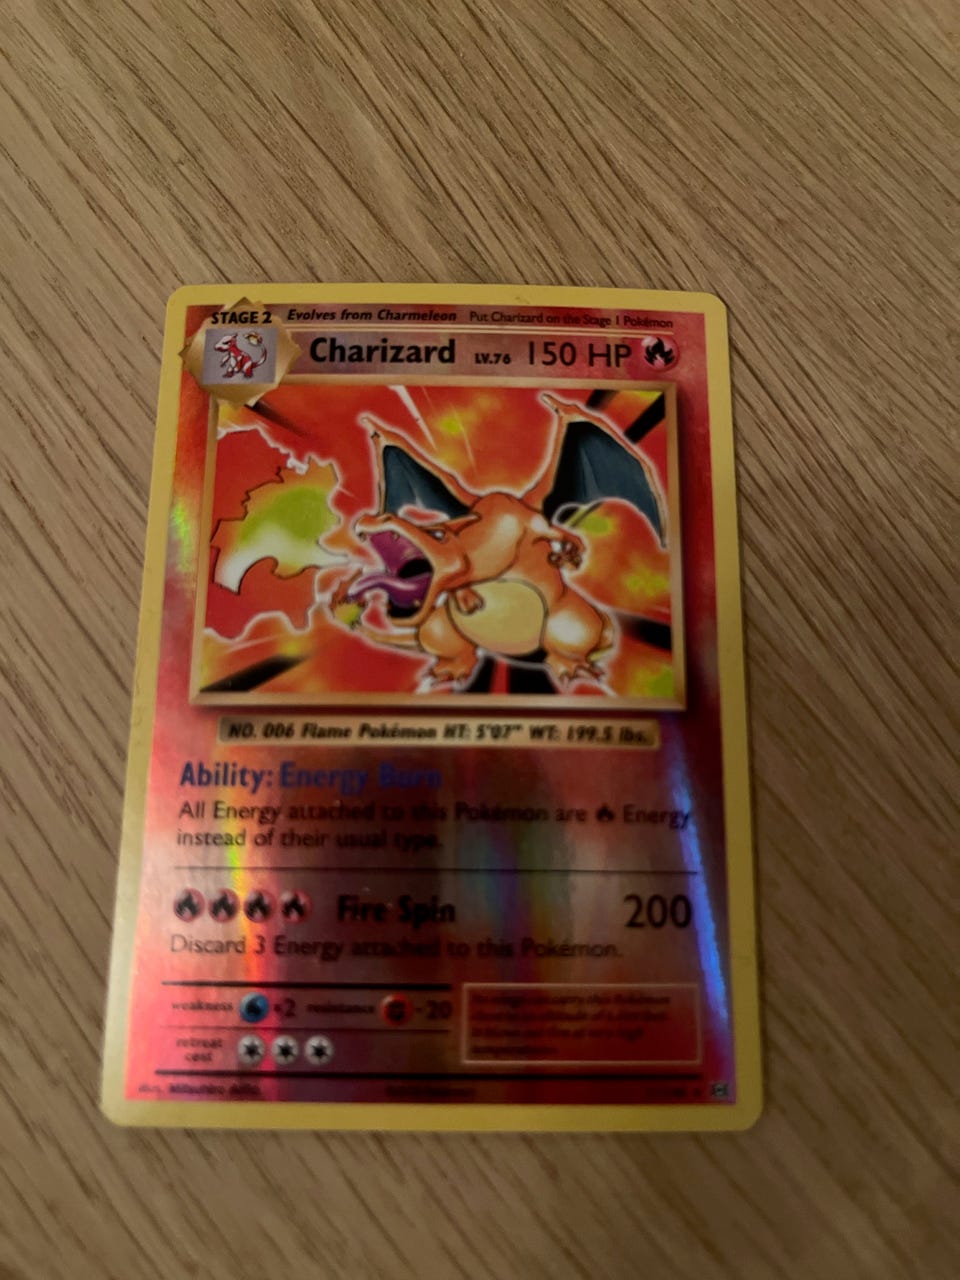 STAGE 2 Evolves from Charmeleon Put Charizard on the Stage 1 Pokémon
Charizard LV.76 150 HP
NO. 006 Flame Pokémon HT: 5'07" WT: 199.5 lbs.
Ability: Energy Burn
All Energy attached to this Pokémon are Energy
instead of their usual type.
Fire Spin 200
Discard 3 Energy attached to this Pokémon.
weakness ×2 resistance -20
retreat
cost
Illus. Mitsuhiro Arita